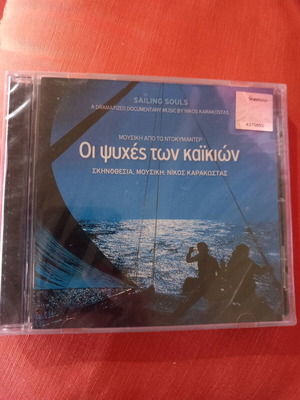 SAILING SOULS
A DRAMATIZED DOCUMENTARY MUSIC BY NIKOS KARAKOSTAS
ΜΟΥΣΙΚΗ ΑΠΟ ΤΟ ΝΤΟΚΥΜΑΝΤΕΡ
Οι ψυχές των καϊκιών
ΣΚΗΝΟΘΕΣΙΑ, ΜΟΥΣΙΚΗ: ΝΙΚΟΣ ΚΑΡΑΚΩΣΤΑΣ